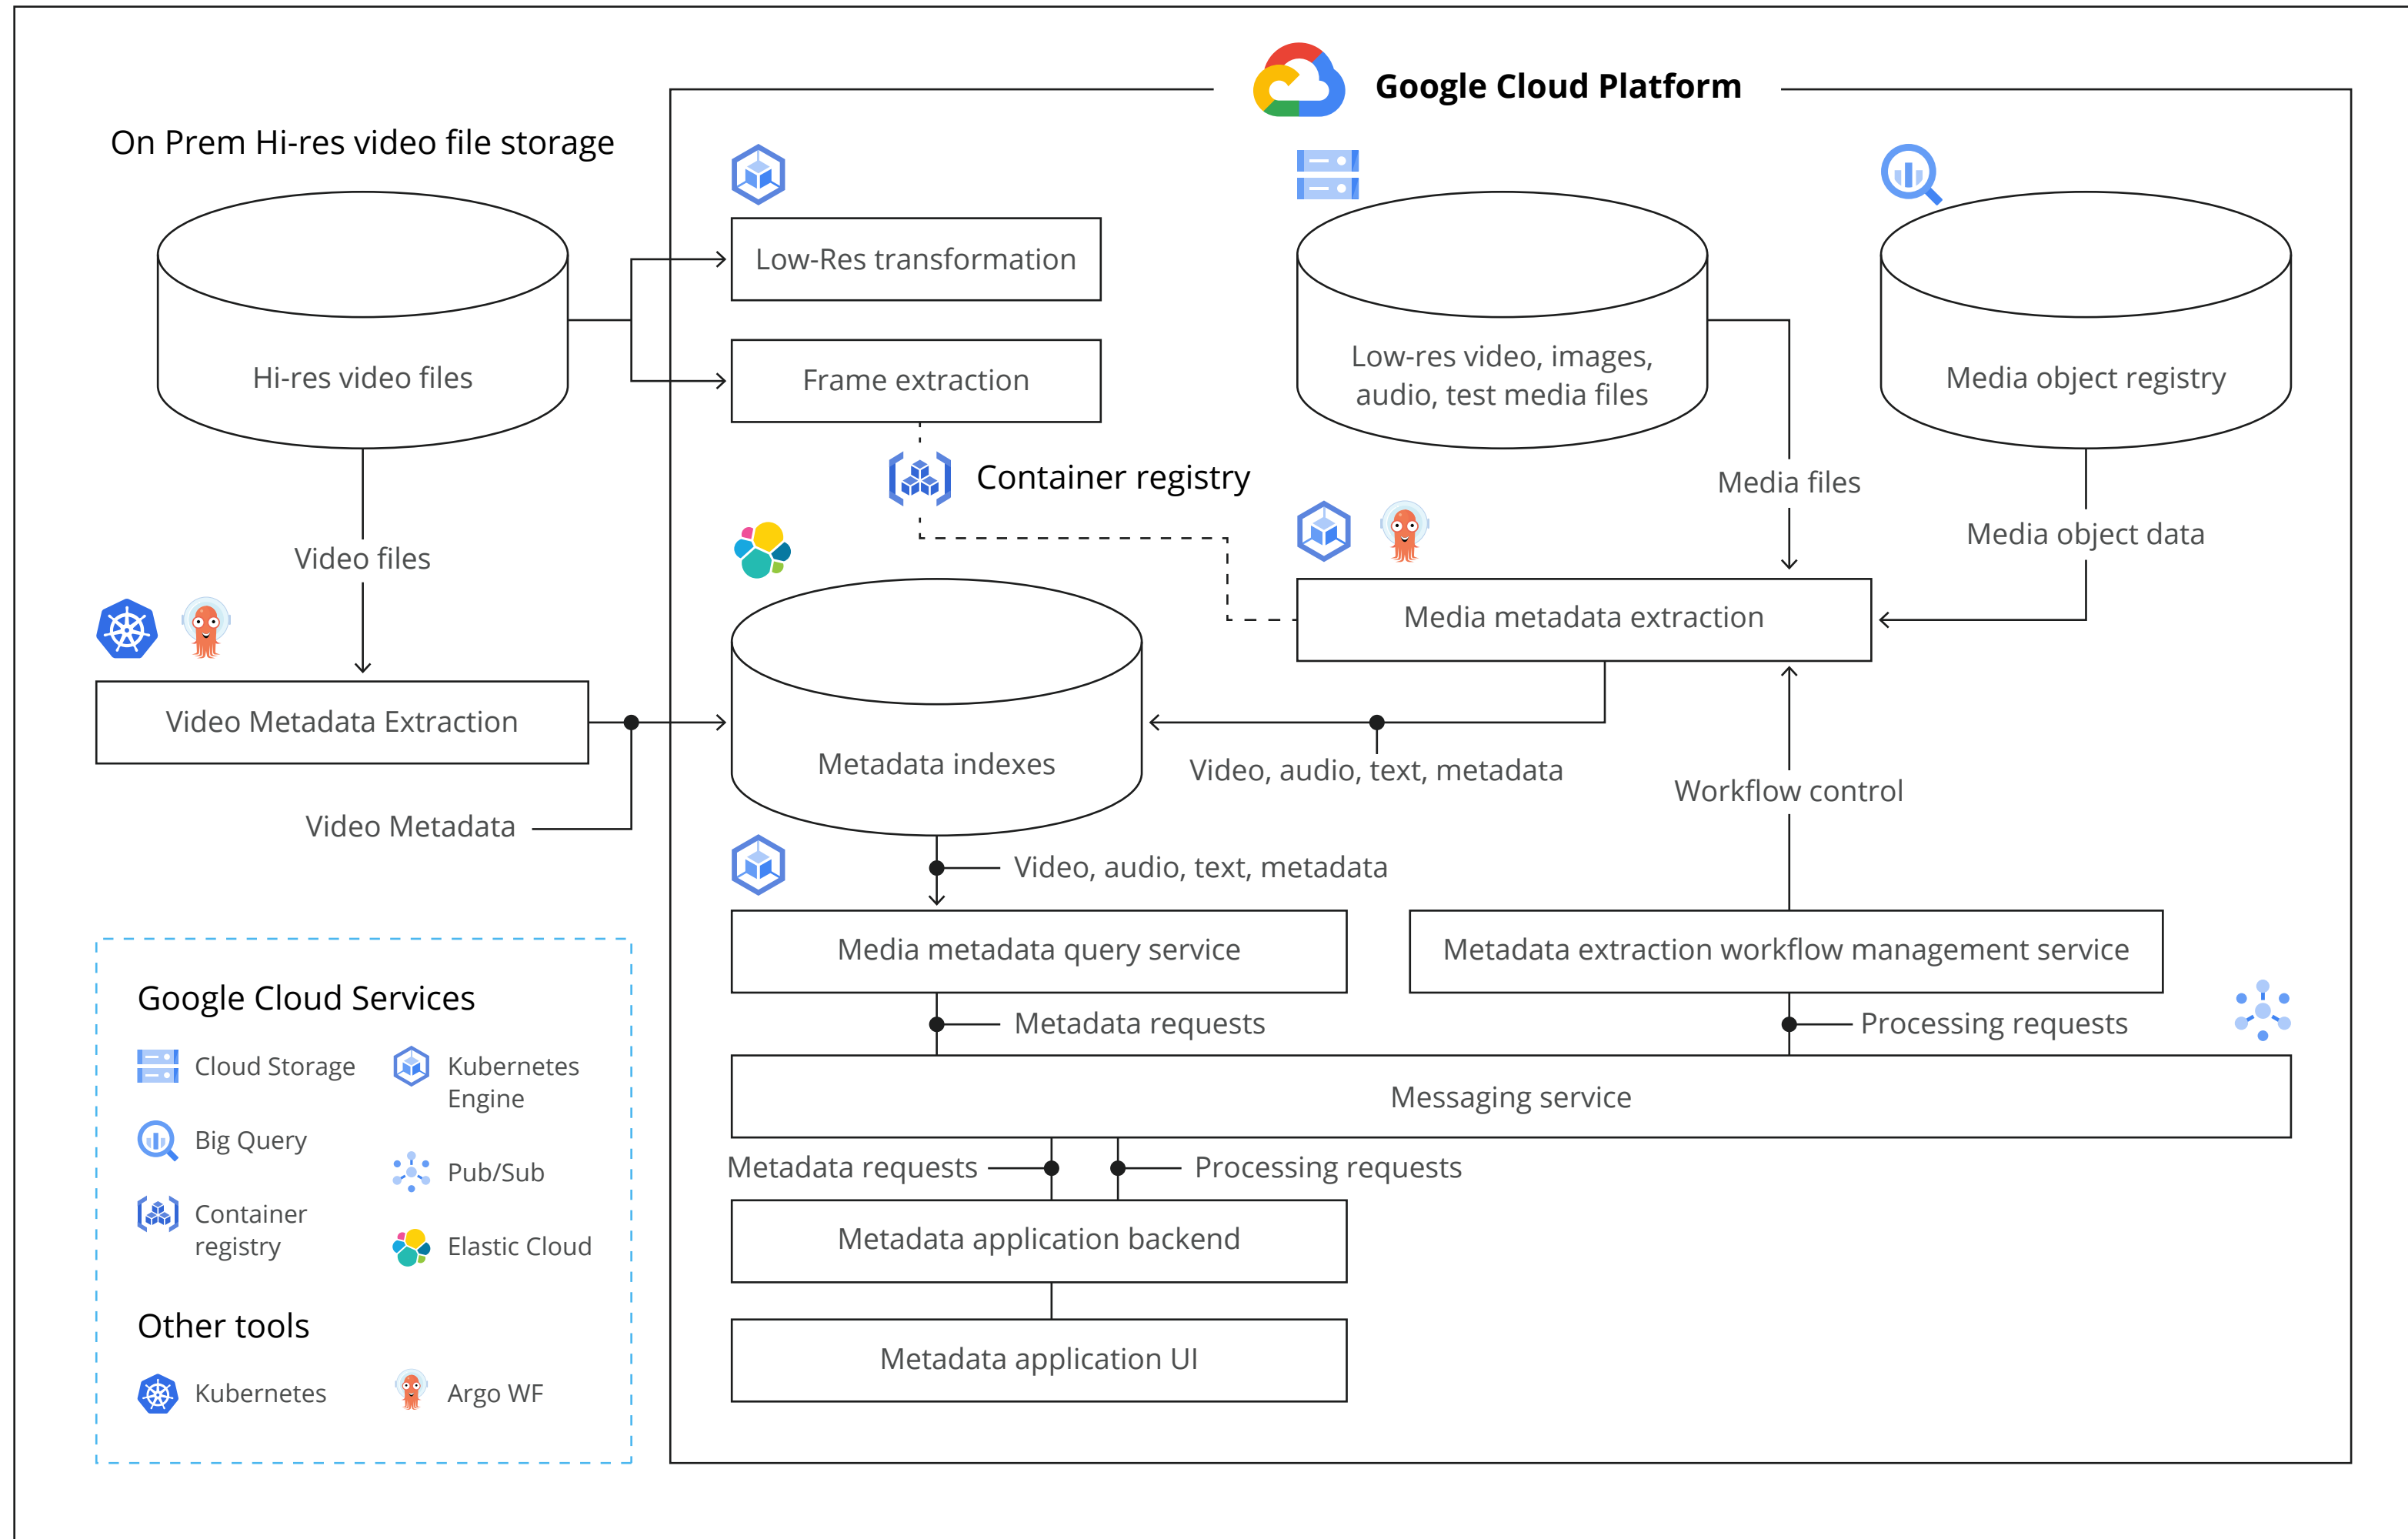 Google Cloud Platform
On Prem Hi-res video file storage
Hi-res video files
Low-Res transformation
Frame extraction
Low-res video, images,
audio, test media files
Media object registry
Container registry
Media files
Media object data
Video files
Media metadata extraction
Video Metadata Extraction
Metadata indexes
Video, audio, text, metadata
Workflow control
Video Metadata
Video, audio, text, metadata
Media metadata query service
Metadata extraction workflow management service
Metadata requests
Processing requests
Messaging service
Metadata requests
Processing requests
Metadata application backend
Metadata application UI
Google Cloud Services
Cloud Storage
Kubernetes
Engine
Big Query
Pub/Sub
Container
registry
Elastic Cloud
Other tools
Kubernetes
Argo WF